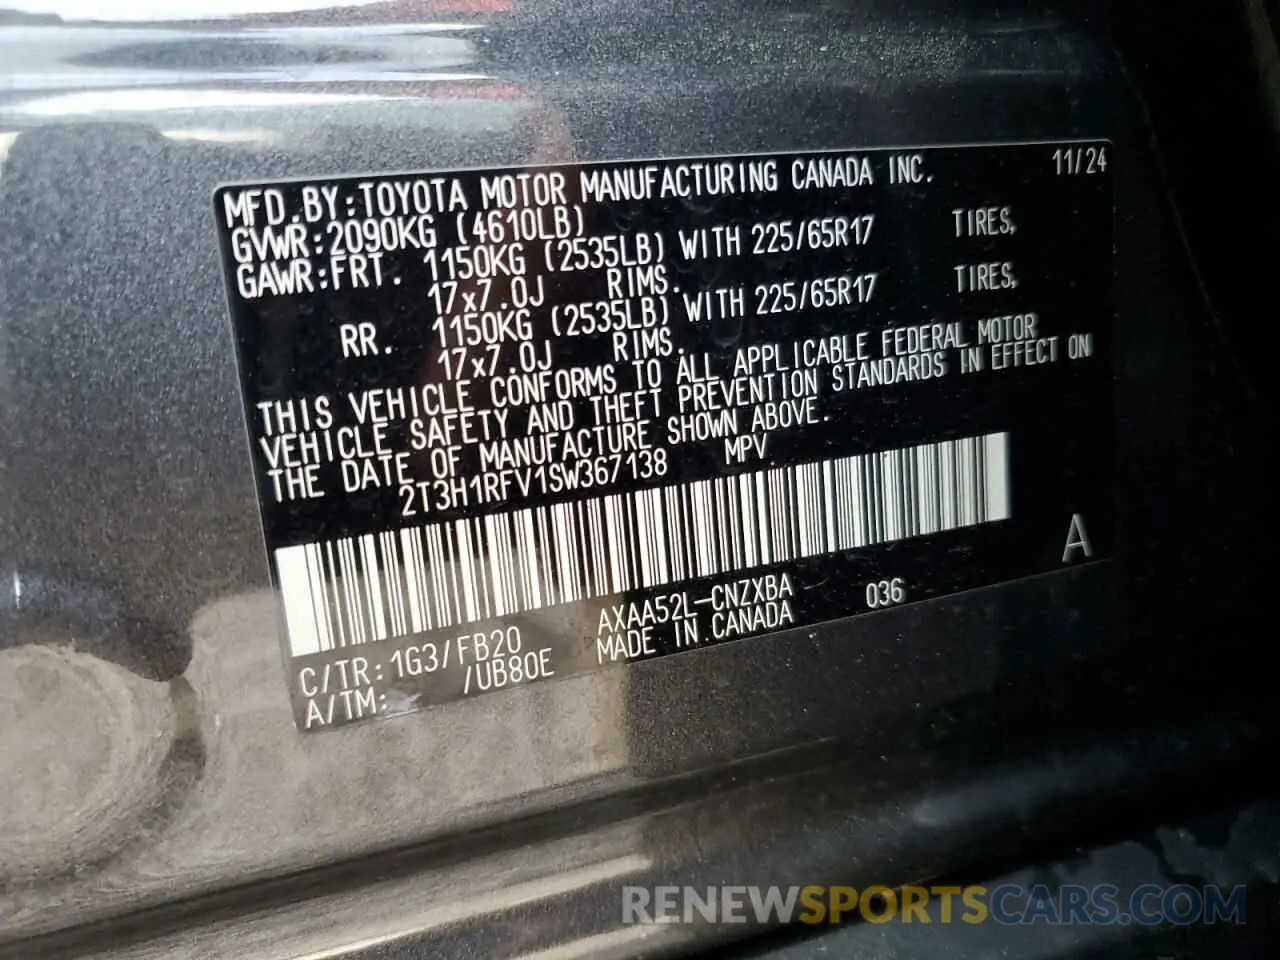 MFD.BY:TOYOTA MOTOR MANUFACTURING CANADA INC. 11/24
GVWR:2090KG (4610LB)
GAWR:FRT. 1150KG (2535LB) WITH 225/65R17 TIRES,
17x7.0J RIMS.
RR. 1150KG (2535LB) WITH 225/65R17 TIRES,
17x7.0J RIMS.
THIS VEHICLE CONFORMS TO ALL APPLICABLE FEDERAL MOTOR
VEHICLE SAFETY AND THEFT PREVENTION STANDARDS IN EFFECT ON
THE DATE OF MANUFACTURE SHOWN ABOVE.
2T3H1RFV1SW367138 MPV
A
C/TR:1G3/FB20 AXAA52L-CNZXBA 036
A/TM: /UB80E MADE IN CANADA
RENEWSPORTSCARS.COM